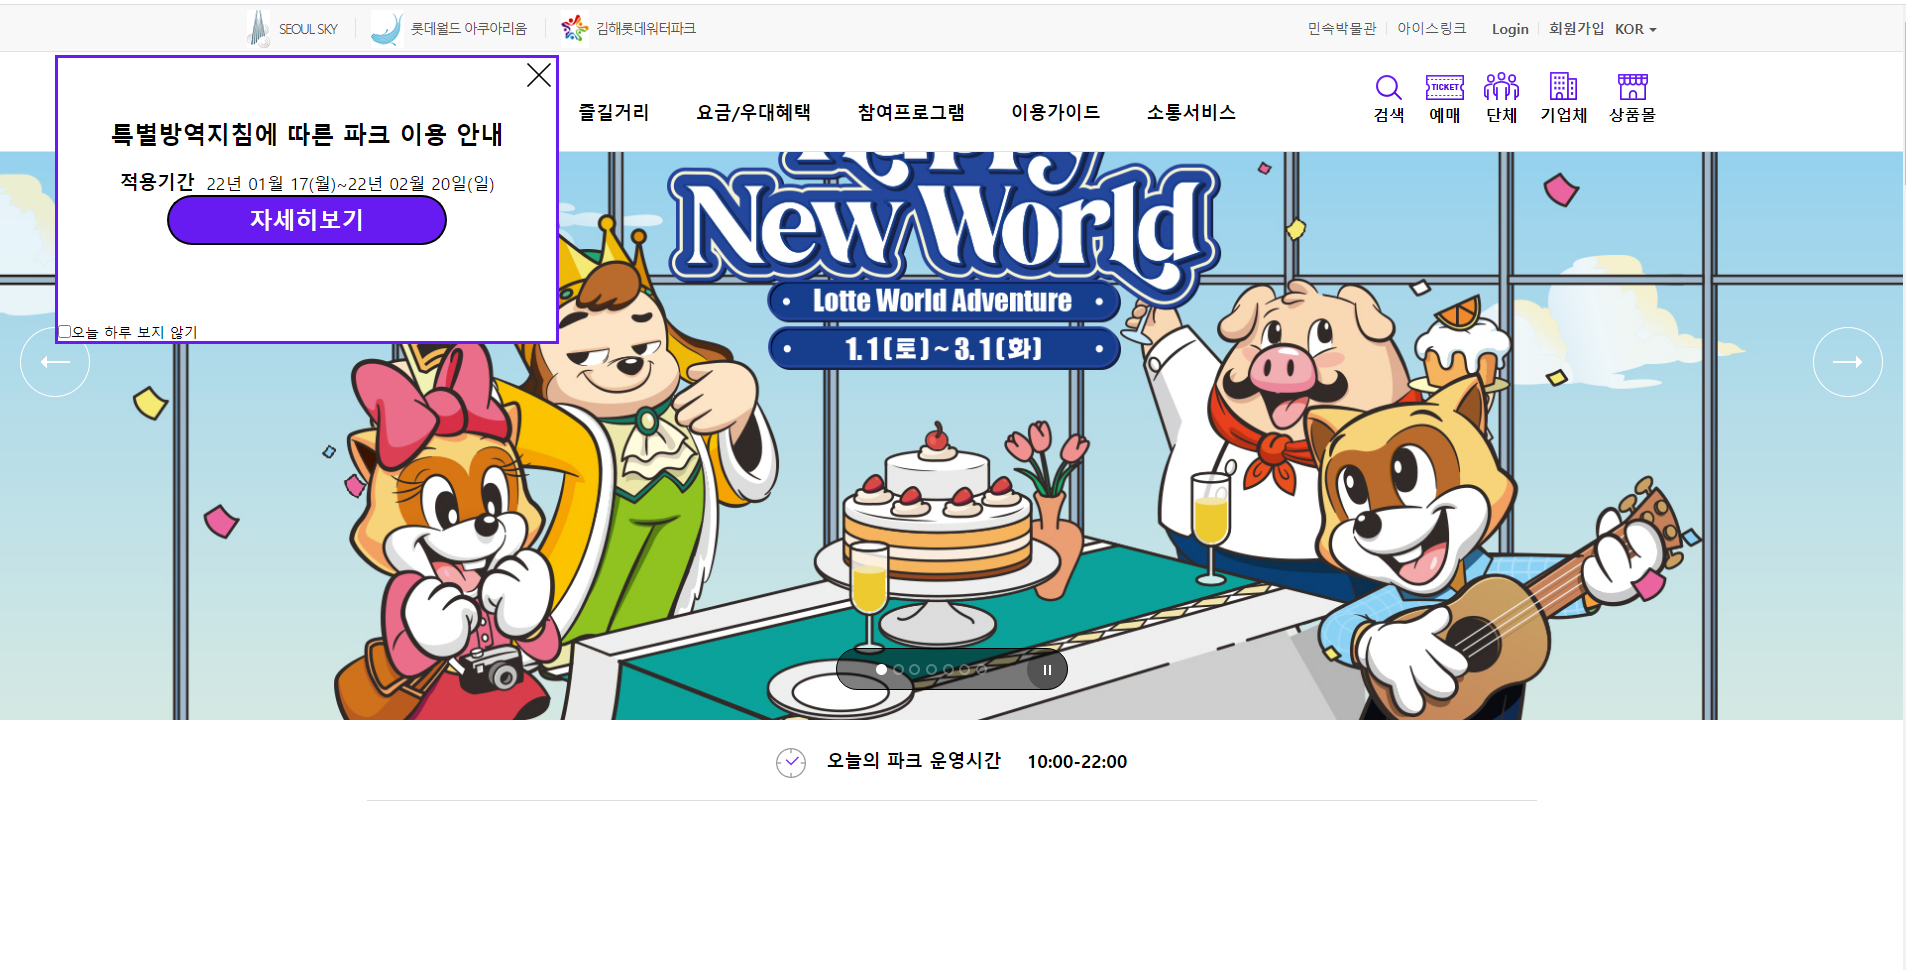 SEOUL SKY
롯데월드 아쿠아리움
김해롯데워터파크
민속박물관
아이스링크
Login
회원가입
KOR
특별방역지침에 따른 파크 이용 안내
적용기간 22년 01월 17(월)~22년 02월 20일(일)
자세히보기
오늘 하루 보지 않기
즐길거리
요금/우대혜택
참여프로그램
이용가이드
소통서비스
TICKET
검색
예매
단체
기업체
상품몰
New World
Lotte World Adventure
1.1(토)~3.1(화)
오늘의 파크 운영시간 10:00-22:00